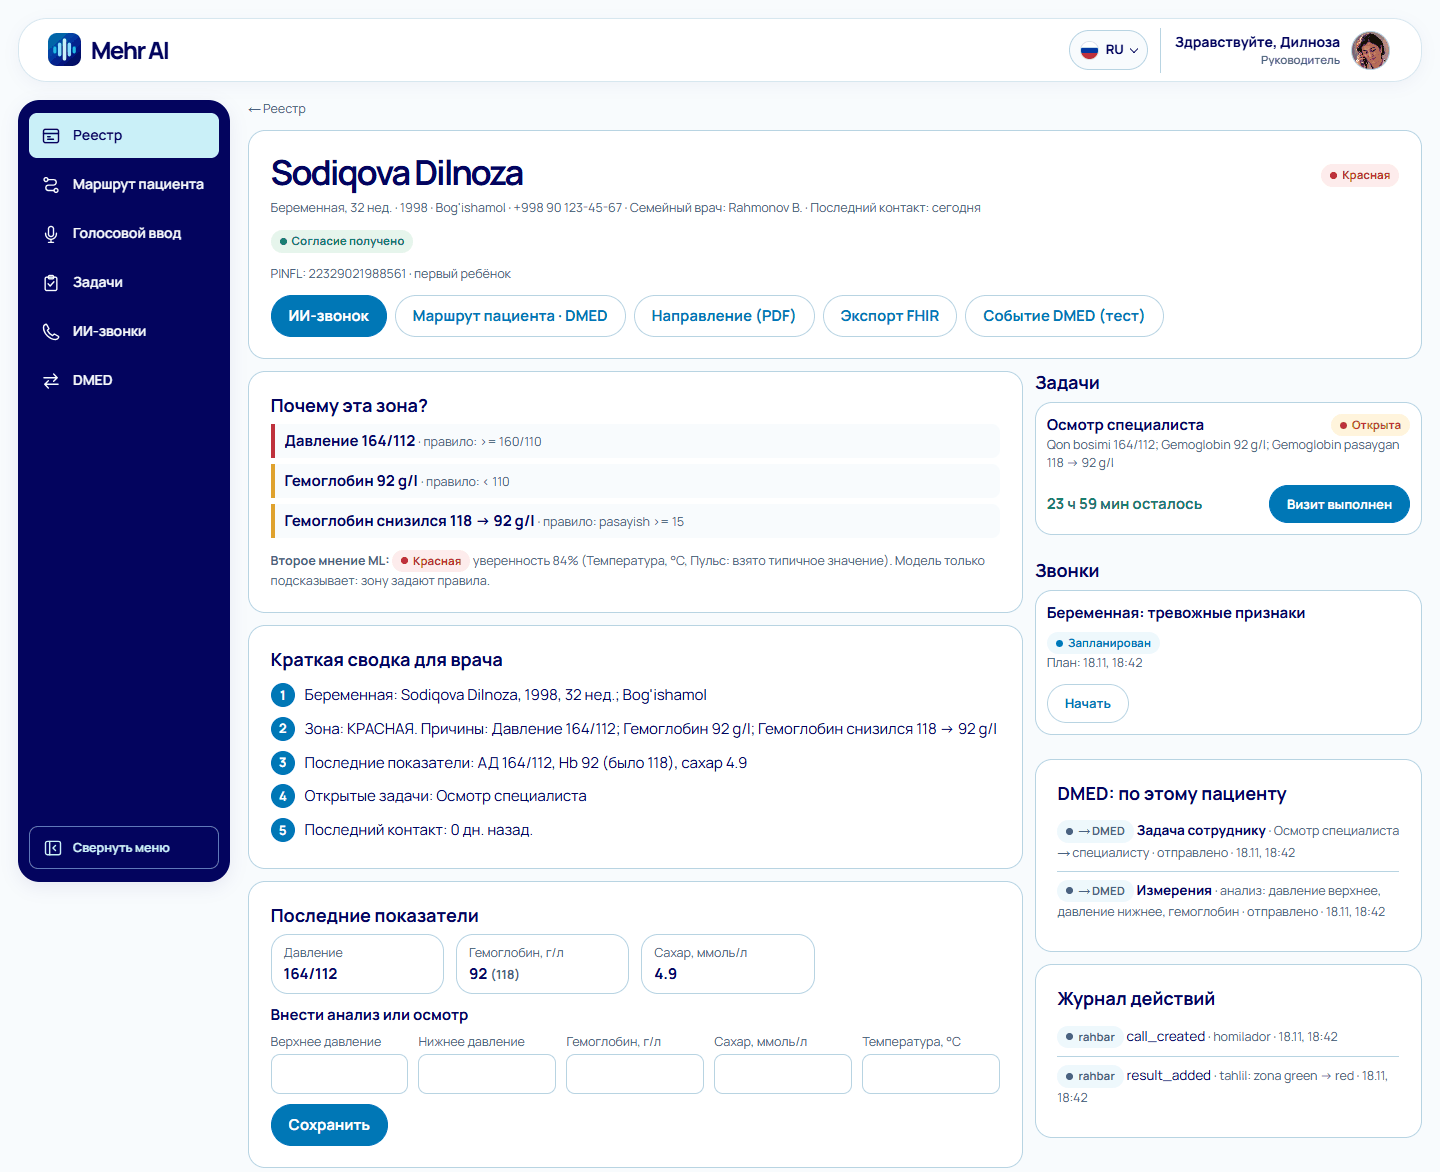 Mehr AI
RU
Здравствуйте, Дилноза
Руководитель
Реестр
Маршрут пациента
Голосовой ввод
Задачи
ИИ-звонки
DMED
Свернуть меню
← Реестр
Sodiqova Dilnoza
Красная
Беременная, 32 нед. · 1998 · Bog'ishamol · +998 90 123-45-67 · Семейный врач: Rahmonov B. · Последний контакт: сегодня
Согласие получено
PINFL: 22329021988561 · первый ребёнок
ИИ-звонок
Маршрут пациента · DMED
Направление (PDF)
Экспорт FHIR
Событие DMED (тест)
Почему эта зона?
Давление 164/112 · правило: >= 160/110
Гемоглобин 92 g/l · правило: < 110
Гемоглобин снизился 118 → 92 g/l · правило: pasayish >= 15
Второе мнение ML: Красная уверенность 84% (Температура, °C, Пульс: взято типичное значение). Модель только
подсказывает: зону задают правила.
Краткая сводка для врача
1 Беременная: Sodiqova Dilnoza, 1998, 32 нед.; Bog'ishamol
2 Зона: КРАСНАЯ. Причины: Давление 164/112; Гемоглобин 92 g/l; Гемоглобин снизился 118 → 92 g/l
3 Последние показатели: АД 164/112, Hb 92 (было 118), сахар 4.9
4 Открытые задачи: Осмотр специалиста
5 Последний контакт: 0 дн. назад.
Последние показатели
Давление
164/112
Гемоглобин, г/л
92 (118)
Сахар, ммоль/л
4.9
Внести анализ или осмотр
Верхнее давление
Нижнее давление
Гемоглобин, г/л
Сахар, ммоль/л
Температура, °C
Сохранить
Задачи
Осмотр специалиста
Открыта
Qon bosimi 164/112; Gemoglobin 92 g/l; Gemoglobin pasaygan
118 → 92 g/l
23 ч 59 мин осталось
Визит выполнен
Звонки
Беременная: тревожные признаки
Запланирован
План: 18.11, 18:42
Начать
DMED: по этому пациенту
→DMED Задача сотруднику · Осмотр специалиста
→ специалисту · отправлено · 18.11, 18:42
→DMED Измерения · анализ: давление верхнее,
давление нижнее, гемоглобин · отправлено · 18.11, 18:42
Журнал действий
rahbar call_created · homilador · 18.11, 18:42
rahbar result_added · tahlil: zona green → red · 18.11,
18:42